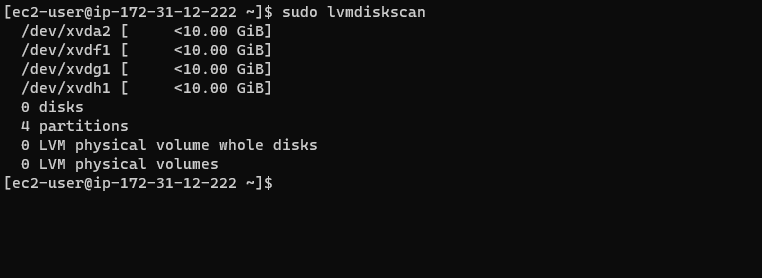 [ec2-user@ip-172-31-12-222 ~]$ sudo lvmdiskscan
  /dev/xvda2 [     <10.00 GiB]
  /dev/xvdf1 [     <10.00 GiB]
  /dev/xvdg1 [     <10.00 GiB]
  /dev/xvdh1 [     <10.00 GiB]
  0 disks
  4 partitions
  0 LVM physical volume whole disks
  0 LVM physical volumes
[ec2-user@ip-172-31-12-222 ~]$